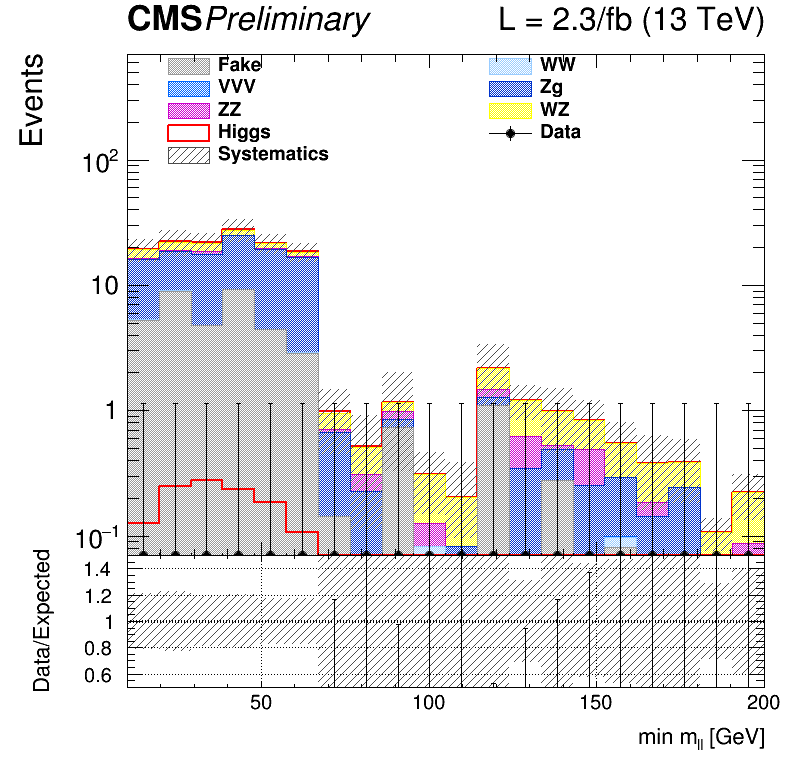 CMS Preliminary L = 2.3/fb (13 TeV)
Events
Fake WW
VVV Zg
ZZ WZ
Higgs Data
Systematics
10²
10
1
10⁻¹
Data/Expected
1.4
1.2
1
0.8
0.6
50 100 150 200
min m_ll [GeV]